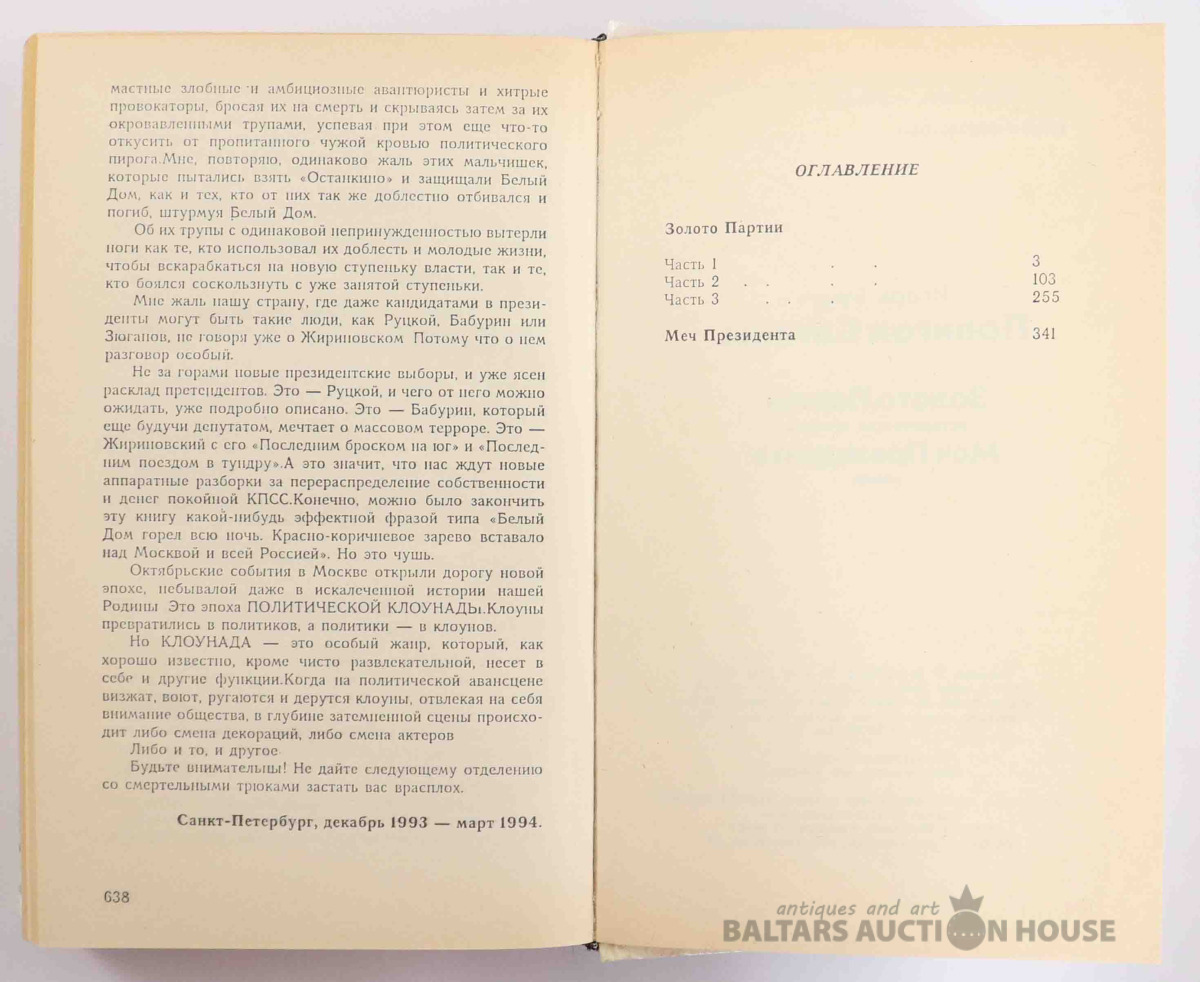 мастные злобные и амбициозные авантюристы и хитрые
провокаторы, бросая их на смерть и скрываясь затем за их
окровавленными трупами, успевая при этом еще что-то
откусить от пропитанного чужой кровью политического
пирога.Мне, повторяю, одинаково жаль этих мальчишек,
которые пытались взять «Останкино» и защищали Белый
Дом, как и тех, кто от них так же доблестно отбивался и
погиб, штурмуя Белый Дом.
Об их трупы с одинаковой непринужденностью вытерли
ноги как те, кто использовал их доблесть и молодые жизни,
чтобы вскарабкаться на новую ступеньку власти, так и те,
кто боялся соскользнуть с уже занятой ступеньки.
Мне жаль нашу страну, где даже кандидатами в прези-
денты могут быть такие люди, как Руцкой, Бабурин или
Зюганов, не говоря уже о Жириновском Потому что о нем
разговор особый.
Не за горами новые президентские выборы, и уже ясен
расклад претендентов. Это — Руцкой, и чего от него можно
ожидать, уже подробно описано. Это — Бабурин, который
еще будучи депутатом, мечтает о массовом терроре. Это —
Жириновский с его «Последним броском на юг» и «Послед-
ним поездом в тундру».А это значит, что нас ждут новые
аппаратные разборки за перераспределение собственности
и денег покойной КПСС.Конечно, можно было закончить
эту книгу какой-нибудь эффектной фразой типа «Белый
Дом горел всю ночь. Красно-коричневое зарево вставало
над Москвой и всей Россией». Но это чушь.
Октябрьские события в Москве открыли дорогу новой
эпохе, небывалой даже в искалеченной истории нашей
Родины Это эпоха ПОЛИТИЧЕСКОЙ КЛОУНАДЫ.Клоуны
превратились в политиков, а политики — в клоунов.
Но КЛОУНАДА — это особый жанр, который, как
хорошо известно, кроме чисто развлекательной, несет в
себе и другие функции.Когда на политической авансцене
визжат, воют, ругаются и дерутся клоуны, отвлекая на себя
внимание общества, в глубине затемненной сцены происхо-
дит либо смена декораций, либо смена актеров
Либо и то, и другое
Будьте внимательны! Не дайте следующему отделению
со смертельными трюками застать вас врасплох.
Санкт-Петербург, декабрь 1993 — март 1994.
638
ОГЛАВЛЕНИЕ
Золото Партии
Часть 1 . . 3
Часть 2 . . . . 103
Часть 3 . . . . 255
Меч Президента 341
antiques and art
BALTARS AUCTION HOUSE